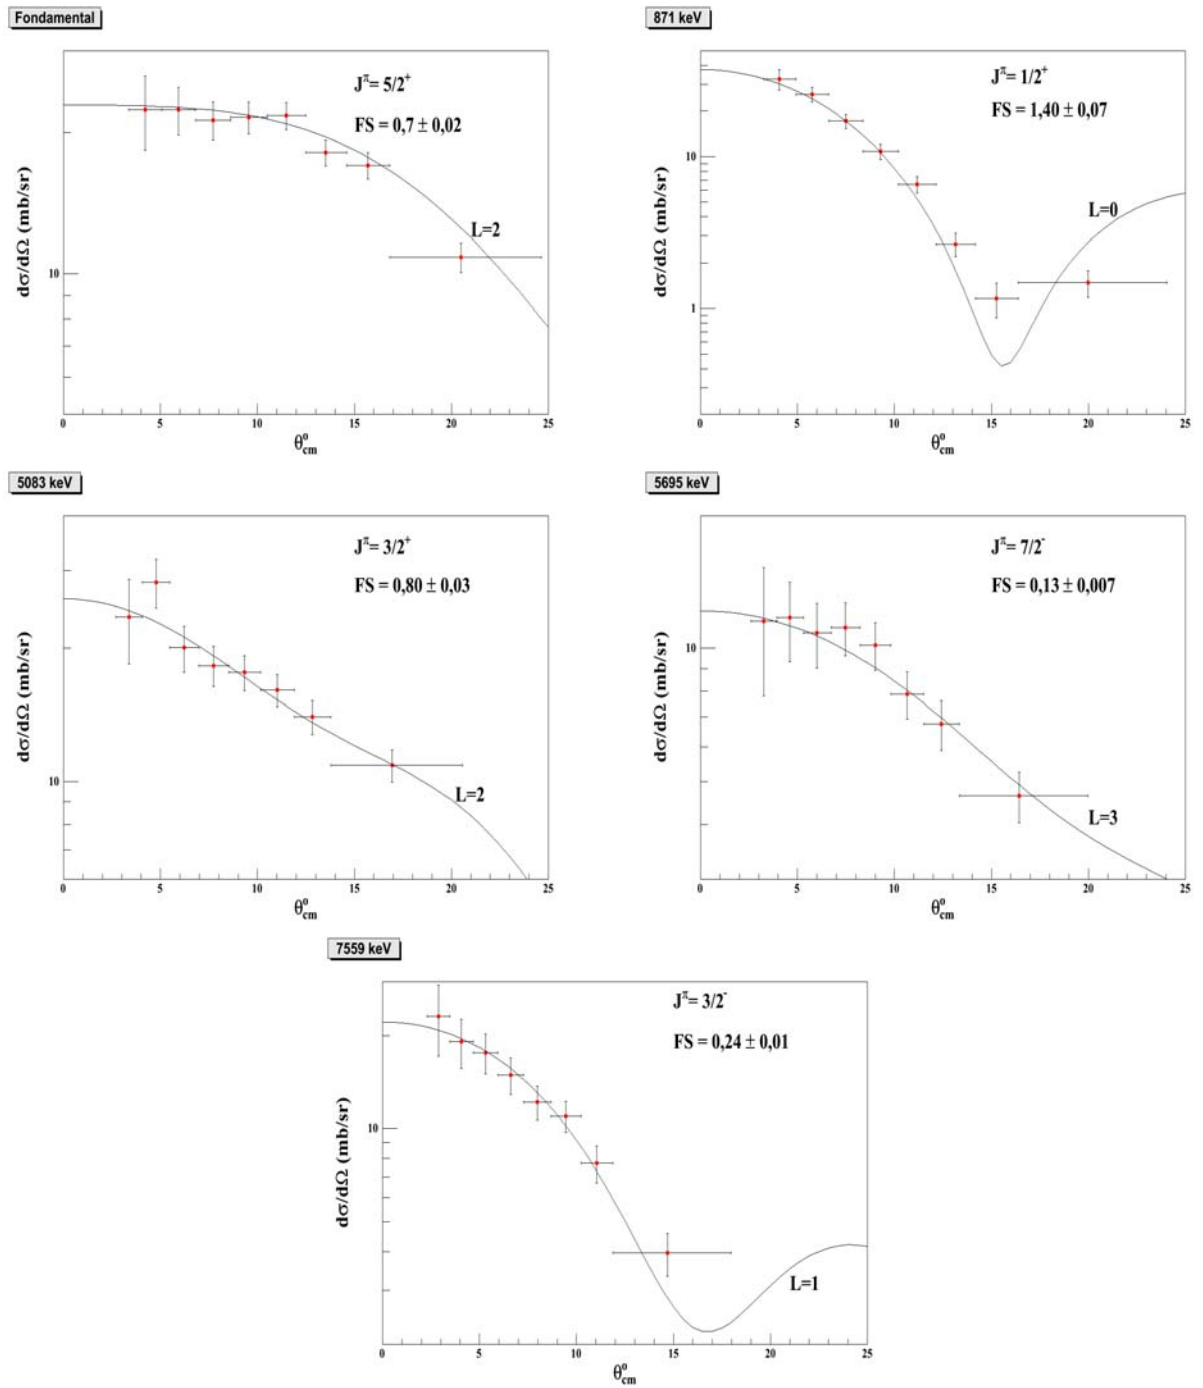 Fondamental
J^π = 5/2^+
FS = 0,7 ± 0,02
L=2
10
dσ/dΩ (mb/sr)
0 5 10 15 20 25
θ°cm
871 keV
J^π = 1/2^+
FS = 1,40 ± 0,07
10
L=0
1
dσ/dΩ (mb/sr)
0 5 10 15 20 25
θ°cm
5083 keV
J^π = 3/2^+
FS = 0,80 ± 0,03
10
L=2
dσ/dΩ (mb/sr)
0 5 10 15 20 25
θ°cm
5695 keV
J^π = 7/2^-
FS = 0,13 ± 0,007
10
L=3
dσ/dΩ (mb/sr)
0 5 10 15 20 25
θ°cm
7559 keV
J^π = 3/2^-
FS = 0,24 ± 0,01
10
L=1
dσ/dΩ (mb/sr)
0 5 10 15 20 25
θ°cm